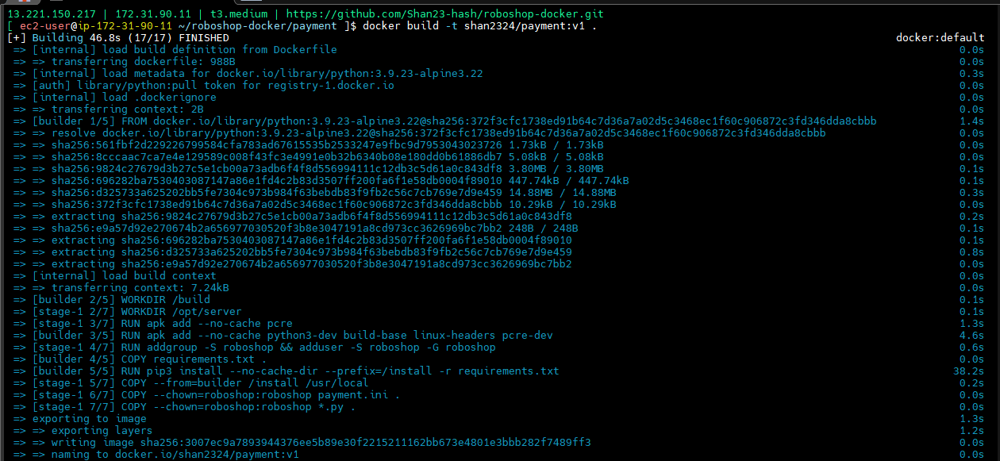 13.221.150.217 | 172.31.90.11 | t3.medium | https://github.com/Shan23-hash/roboshop-docker.git
[ ec2-user@ip-172-31-90-11 ~/roboshop-docker/payment ]$ docker build -t shan2324/payment:v1 .
[+] Building 46.8s (17/17) FINISHED docker:default
=> [internal] load build definition from Dockerfile 0.0s
=> => transferring dockerfile: 988B 0.0s
=> [internal] load metadata for docker.io/library/python:3.9.23-alpine3.22 0.3s
=> [auth] library/python:pull token for registry-1.docker.io 0.0s
=> [internal] load .dockerignore 0.0s
=> => transferring context: 2B 0.0s
=> [builder 1/5] FROM docker.io/library/python:3.9.23-alpine3.22@sha256:372f3cfc1738ed91b64c7d36a7a02d5c3468ec1f60c906872c3fd346dda8cbbb 1.4s
=> => resolve docker.io/library/python:3.9.23-alpine3.22@sha256:372f3cfc1738ed91b64c7d36a7a02d5c3468ec1f60c906872c3fd346dda8cbbb 0.0s
=> => sha256:561fbf2d229226799584cfa783ad67615535b2533247e9fbc9d7953043023726 1.73kB / 1.73kB 0.0s
=> => sha256:8cccaac7ca7e4e129589c008f43fc3e4991e0b32b6340b08e180dd0b61886db7 5.08kB / 5.08kB 0.0s
=> => sha256:9824c27679d3b27c5e1cb00a73adb6f4f8d556994111c12db3c5d61a0c843df8 3.80MB / 3.80MB 0.1s
=> => sha256:696282ba7530403087147a86e1fd4c2b83d3507ff200fa6f1e58db0004f89010 447.74kB / 447.74kB 0.1s
=> => sha256:d325733a625202bb5fe7304c973b984f63bebdb83f9fb2c56c7cb769e7d9e459 14.88MB / 14.88MB 0.3s
=> => sha256:372f3cfc1738ed91b64c7d36a7a02d5c3468ec1f60c906872c3fd346dda8cbbb 10.29kB / 10.29kB 0.0s
=> => extracting sha256:9824c27679d3b27c5e1cb00a73adb6f4f8d556994111c12db3c5d61a0c843df8 0.2s
=> => sha256:e9a57d92e270674b2a656977030520f3b8e3047191a8cd973cc3626969bc7bb2 248B / 248B 0.1s
=> => extracting sha256:696282ba7530403087147a86e1fd4c2b83d3507ff200fa6f1e58db0004f89010 0.1s
=> => extracting sha256:d325733a625202bb5fe7304c973b984f63bebdb83f9fb2c56c7cb769e7d9e459 0.8s
=> => extracting sha256:e9a57d92e270674b2a656977030520f3b8e3047191a8cd973cc3626969bc7bb2 0.0s
=> [internal] load build context 0.0s
=> => transferring context: 7.24kB 0.0s
=> [builder 2/5] WORKDIR /build 0.1s
=> [stage-1 2/7] WORKDIR /opt/server 0.1s
=> [stage-1 3/7] RUN apk add --no-cache pcre 1.3s
=> [builder 3/5] RUN apk add --no-cache python3-dev build-base linux-headers pcre-dev 4.6s
=> [stage-1 4/7] RUN addgroup -S roboshop && adduser -S roboshop -G roboshop 0.6s
=> [builder 4/5] COPY requirements.txt . 0.0s
=> [builder 5/5] RUN pip3 install --no-cache-dir --prefix=/install -r requirements.txt 38.2s
=> [stage-1 5/7] COPY --from=builder /install /usr/local 0.2s
=> [stage-1 6/7] COPY --chown=roboshop:roboshop payment.ini . 0.0s
=> [stage-1 7/7] COPY --chown=roboshop:roboshop *.py . 0.0s
=> exporting to image 1.3s
=> => exporting layers 1.2s
=> => writing image sha256:3007ec9a7893944376ee5b89e30f2215211162bb673e4801e3bbb282f7489ff3 0.0s
=> => naming to docker.io/shan2324/payment:v1 0.0s